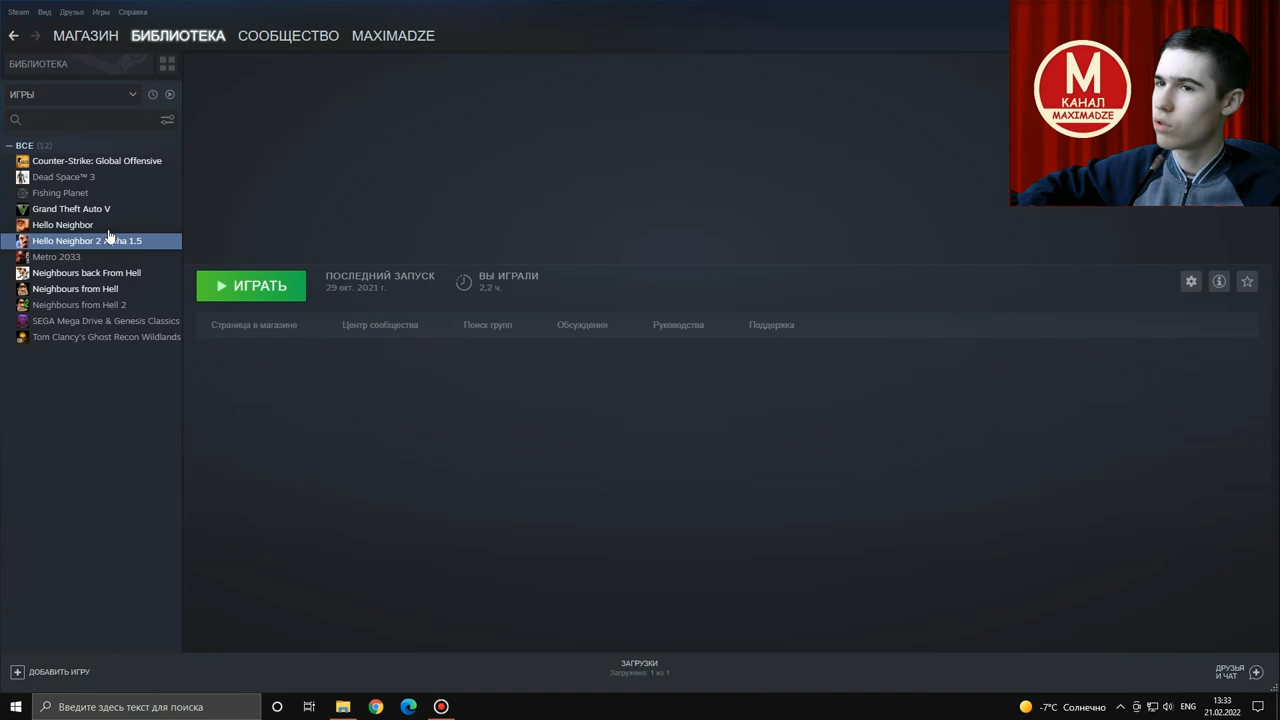 Steam Вид Друзья Игры Справка
МАГАЗИН БИБЛИОТЕКА СООБЩЕСТВО MAXIMADZE
БИБЛИОТЕКА
ИГРЫ
ВСЕ (12)
Counter-Strike: Global Offensive
Dead Space™ 3
Fishing Planet
Grand Theft Auto V
Hello Neighbor
Hello Neighbor 2 Alpha 1.5
Metro 2033
Neighbours back From Hell
Neighbours from Hell
Neighbours from Hell 2
SEGA Mega Drive & Genesis Classics
Tom Clancy's Ghost Recon Wildlands
М
КАНАЛ
MAXIMADZE
ИГРАТЬ
ПОСЛЕДНИЙ ЗАПУСК
29 окт. 2021 г.
ВЫ ИГРАЛИ
2,2 ч.
Страница в магазине Центр сообщества Поиск групп Обсуждения Руководства Поддержка
ДОБАВИТЬ ИГРУ
ЗАГРУЗКИ
Загружено: 1 из 1
ДРУЗЬЯ
И ЧАТ
Введите здесь текст для поиска
-7°C Солнечно
ENG
13:33
21.02.2022